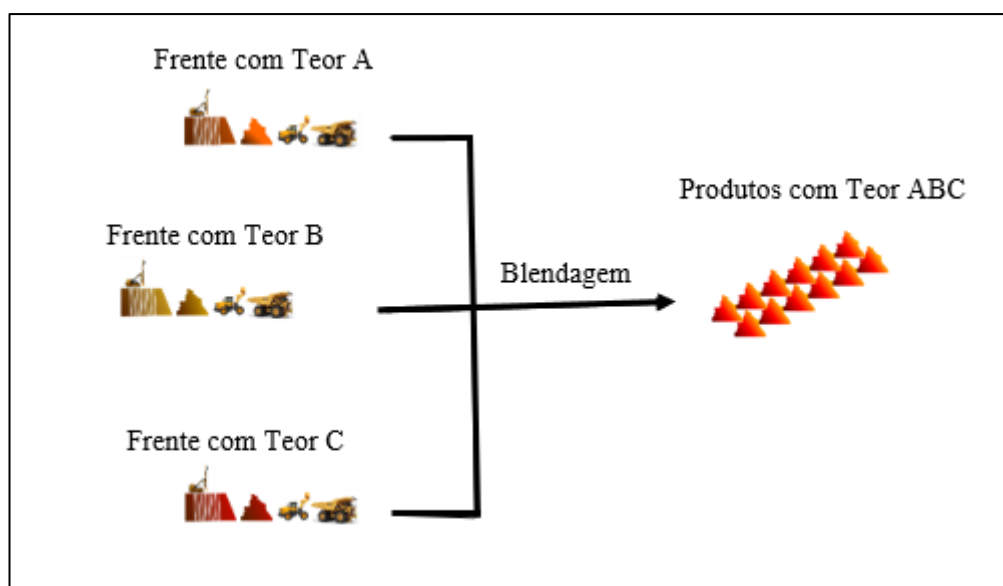 Frente com Teor A
Produtos com Teor ABC
Frente com Teor B
Blendagem
Frente com Teor C